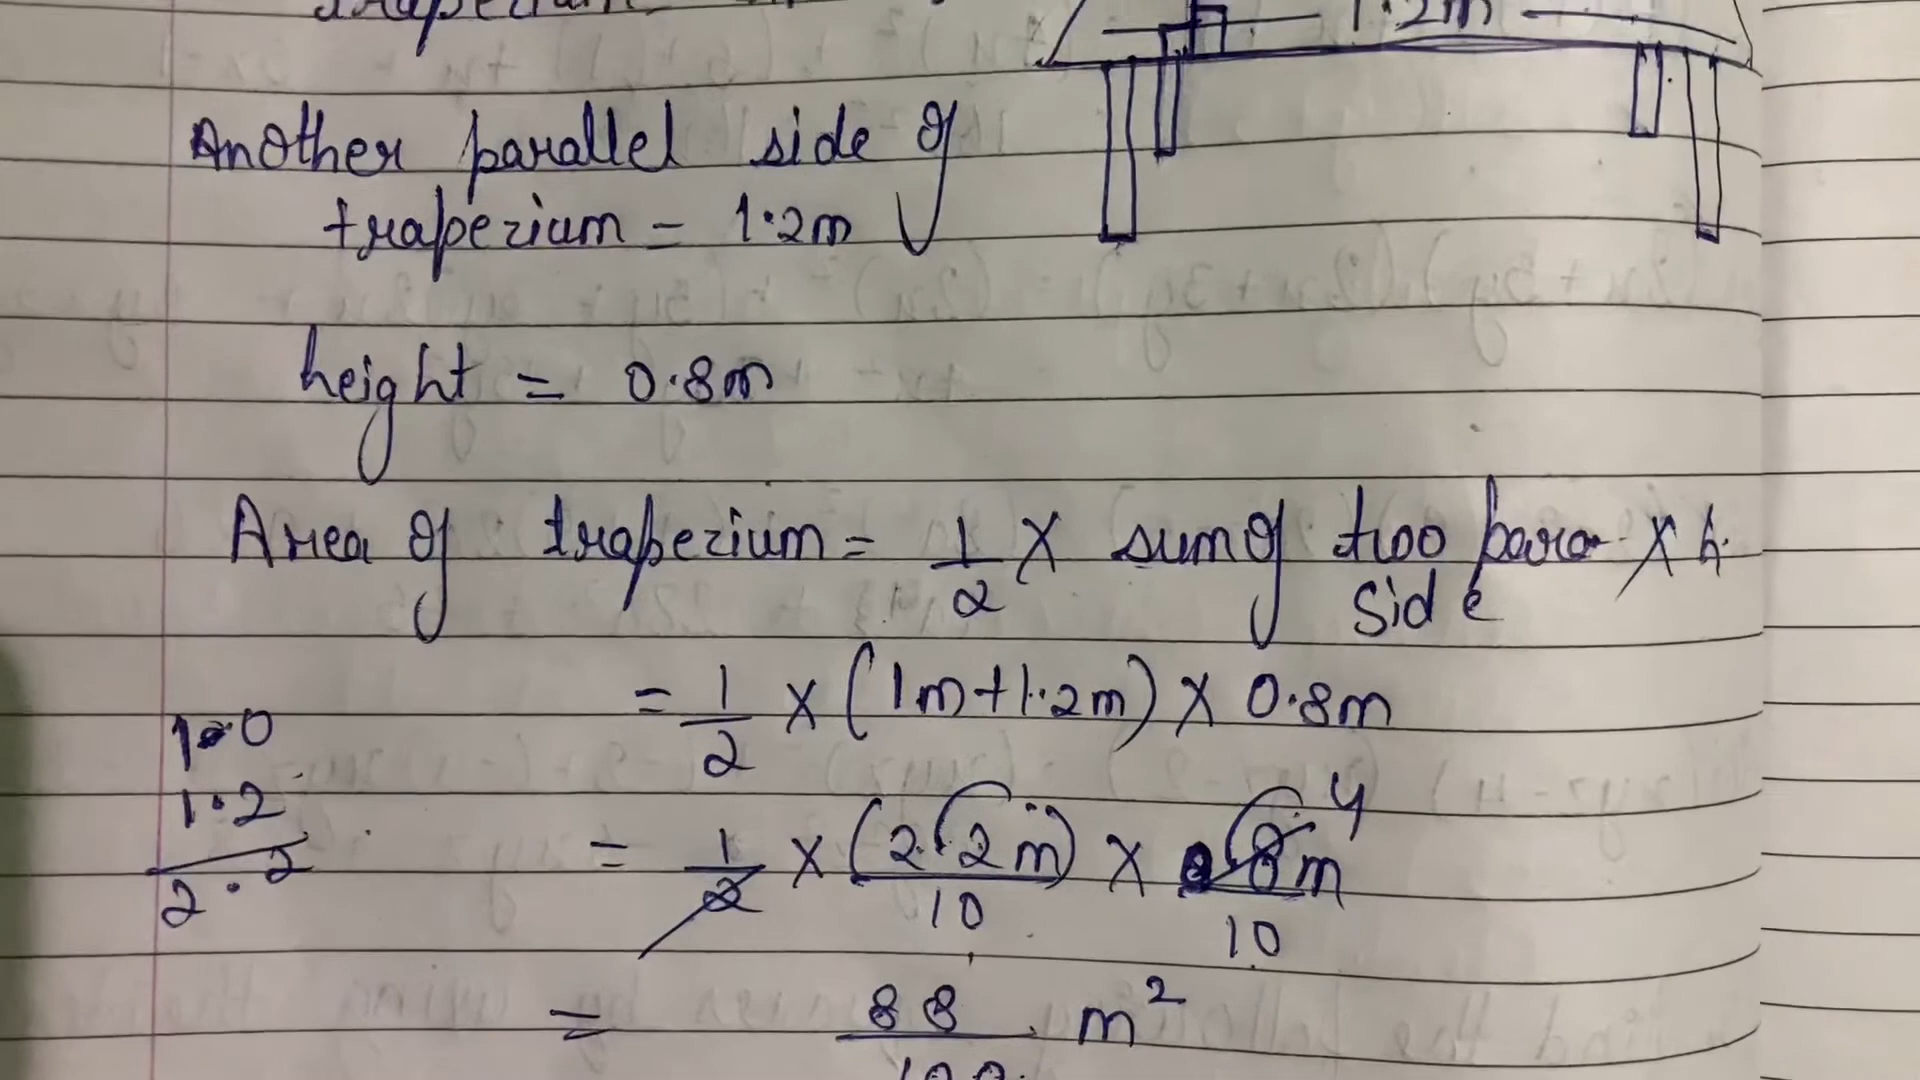 trapezium
1.2m
Another parallel side of
trapezium = 1.2m
height = 0.8m
Area of trapezium = 1/2 X sum of two para X h
side
= 1/2 X (1m+1.2m) X 0.8m
1.0
1.2
2.2
= 1/2 X (2.2m)/10 X 8m/10 4
= 88/100 m²